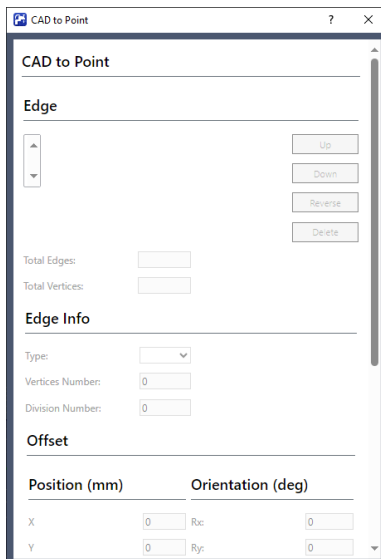 CAD to Point ?
CAD to Point
Edge
Up
Down
Reverse
Delete
Total Edges:
Total Vertices:
Edge Info
Type:
Vertices Number: 0
Division Number: 0
Offset
Position (mm) Orientation (deg)
X 0 Rx: 0
Y 0 Ry: 0